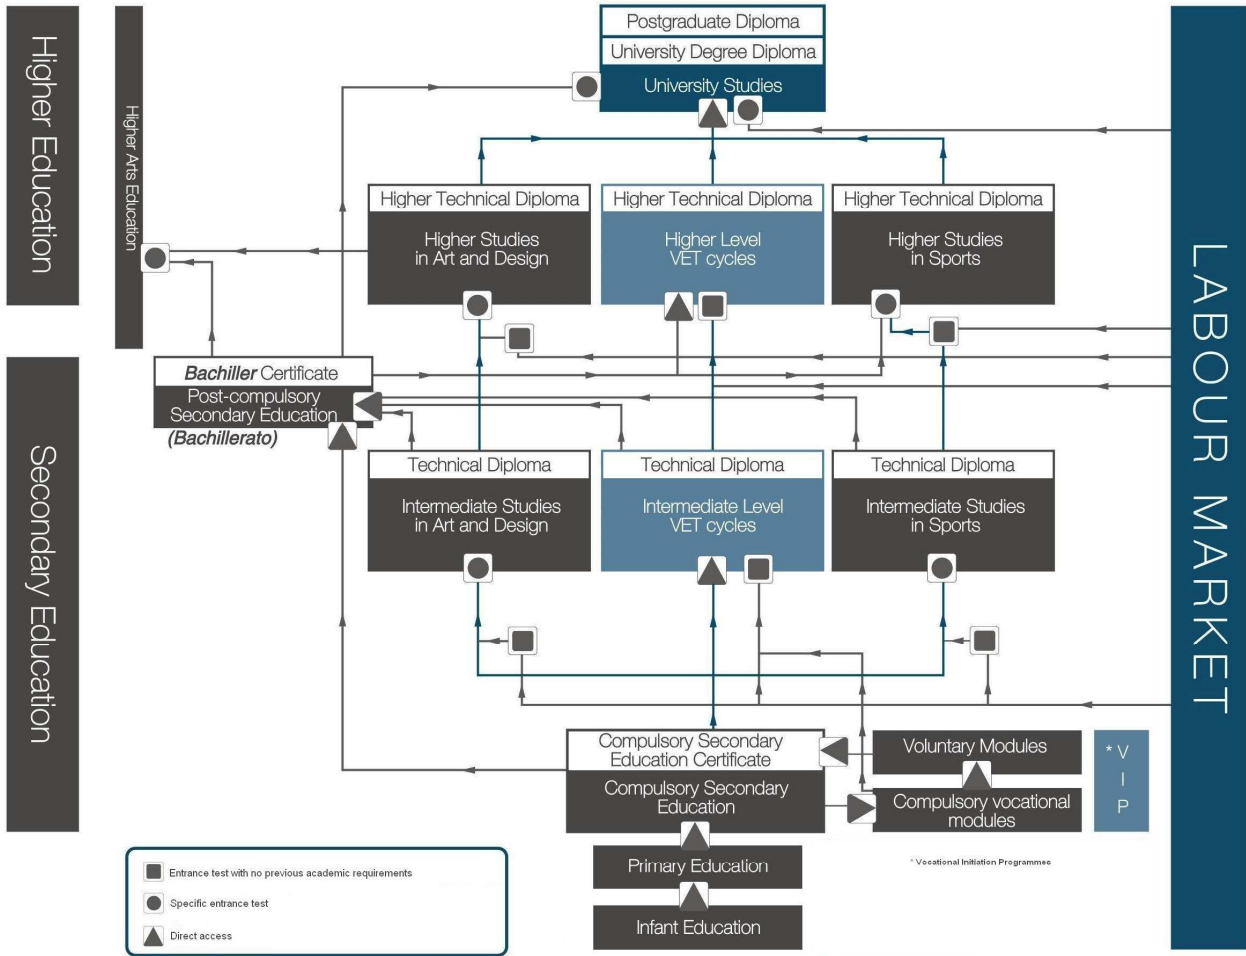 Higher Education
Higher Arts Education
Postgraduate Diploma
University Degree Diploma
University Studies
Higher Technical Diploma
Higher Studies
in Art and Design
Higher Technical Diploma
Higher Level
VET cycles
Higher Technical Diploma
Higher Studies
in Sports
LABOUR MARKET
Secondary Education
Bachiller Certificate
Post-compulsory
Secondary Education
(Bachillerato)
Technical Diploma
Intermediate Studies
in Art and Design
Technical Diploma
Intermediate Level
VET cycles
Technical Diploma
Intermediate Studies
in Sports
Compulsory Secondary
Education Certificate
Compulsory Secondary
Education
Voluntary Modules
Compulsory vocational
modules
* V
I
P
Primary Education
Infant Education
* Vocational Initiation Programmes
Entrance test with no previous academic requirements
Specific entrance test
Direct access